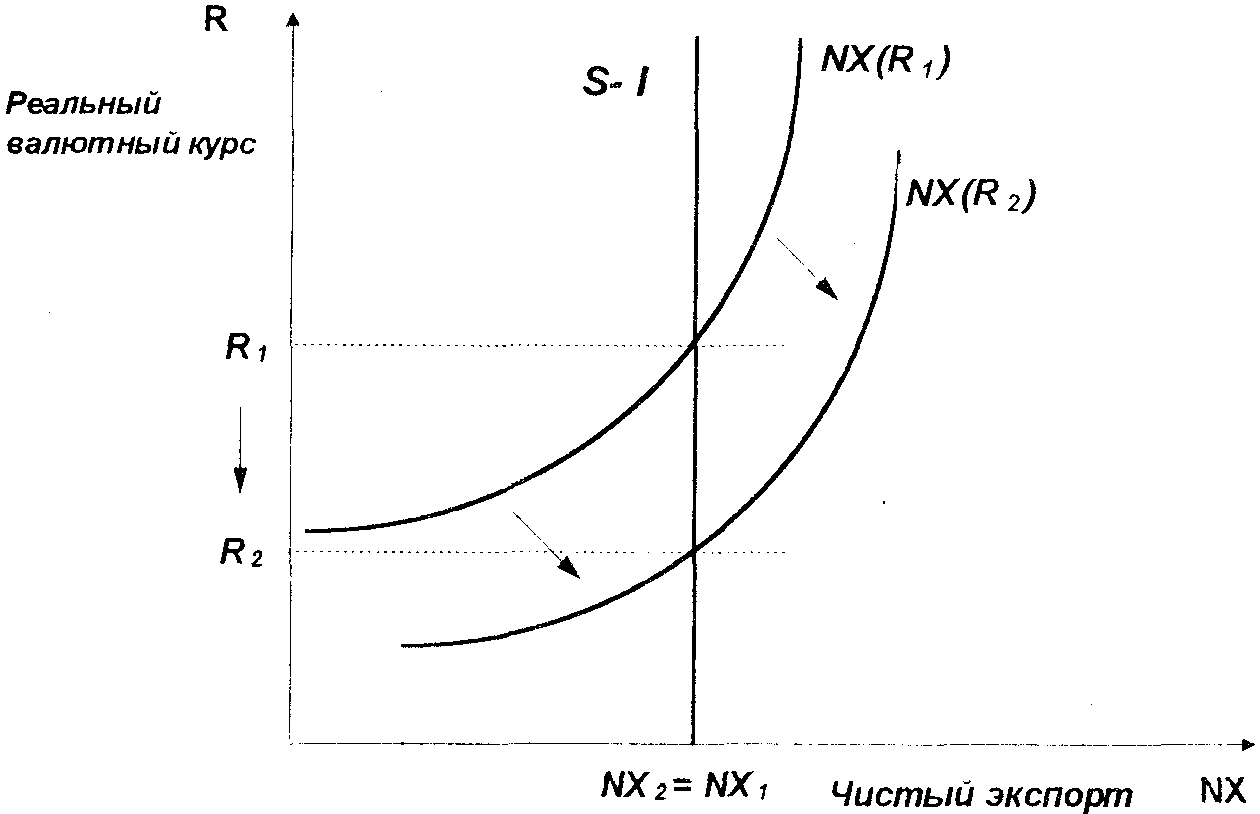 R
Реальный
валютный курс
S- I
NX(R 1)
NX(R 2)
R 1
R 2
NX 2 = NX 1
Чистый экспорт
NX